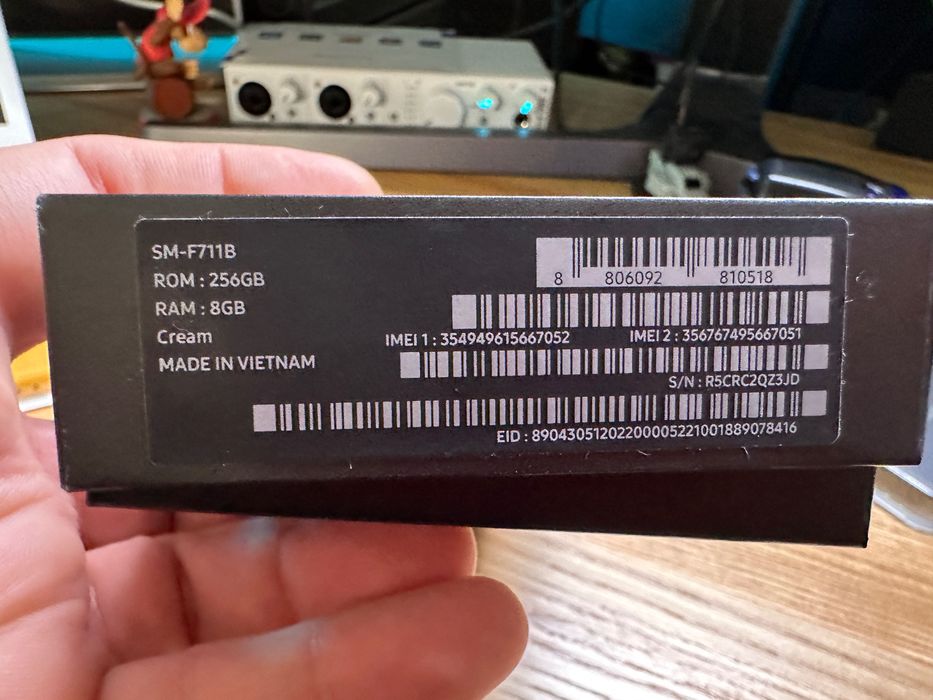 SM-F711B
ROM : 256GB
RAM : 8GB
Cream
MADE IN VIETNAM
8 806092 810518
IMEI 1 : 354949615667052 IMEI 2 : 356767495667051
S/N : R5CRC2QZ3JD
EID : 89043051202200005221001889078416